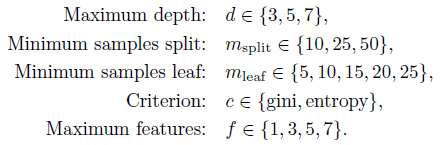 Maximum depth: d ∈ {3, 5, 7},
Minimum samples split: m_split ∈ {10, 25, 50},
Minimum samples leaf: m_leaf ∈ {5, 10, 15, 20, 25},
Criterion: c ∈ {gini, entropy},
Maximum features: f ∈ {1, 3, 5, 7}.